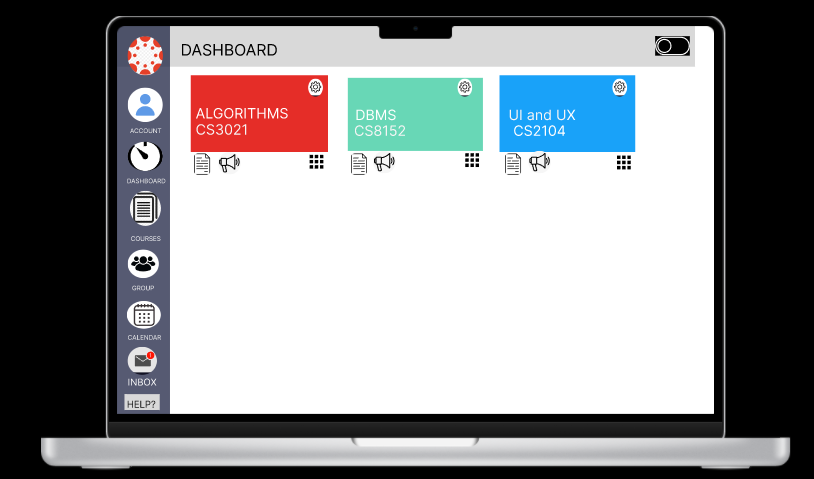 DASHBOARD
ALGORITHMS
CS3021
DBMS
CS8152
UI and UX
CS2104
ACCOUNT
DASHBOARD
COURSES
GROUP
CALENDAR
INBOX
HELP?